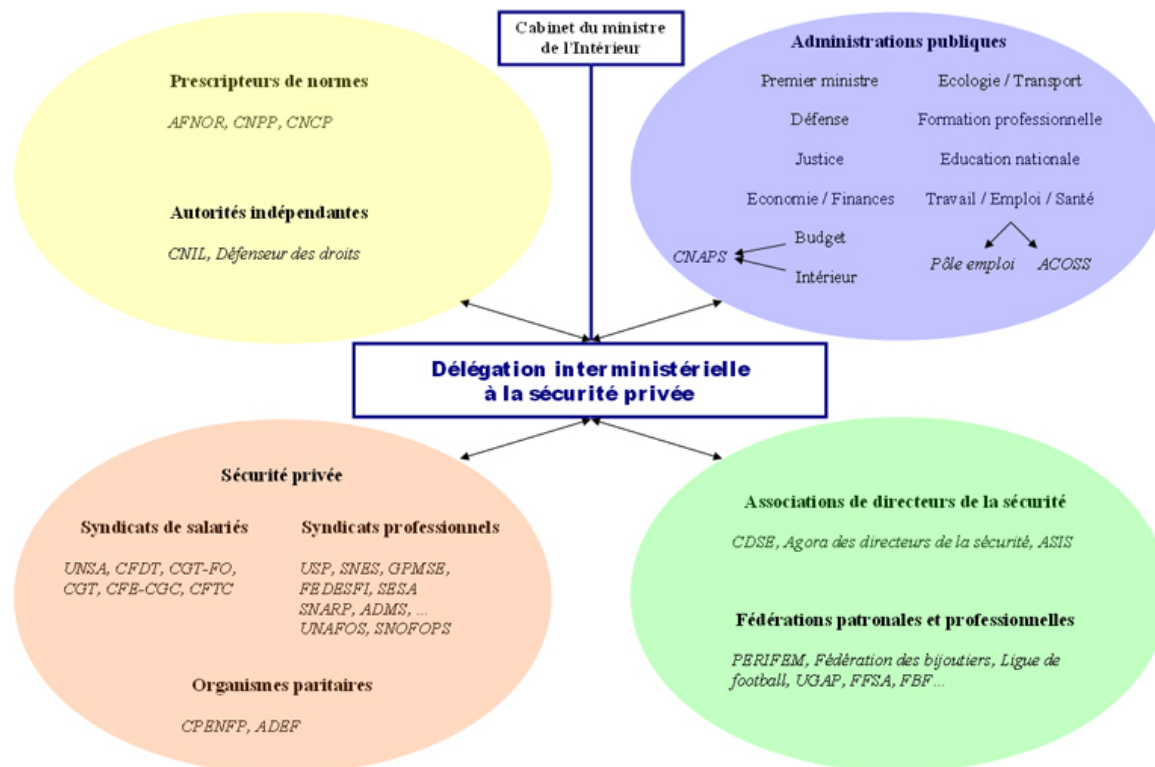 Cabinet du ministre
de l'Intérieur
Prescripteurs de normes
AFNOR, CNPP, CNCP
Autorités indépendantes
CNIL, Défenseur des droits
Administrations publiques
Premier ministre
Ecologie / Transport
Défense
Formation professionnelle
Justice
Education nationale
Economie / Finances
Travail / Emploi / Santé
Budget
CNAPS
Intérieur
Pôle emploi
ACOSS
Délégation interministérielle
à la sécurité privée
Sécurité privée
Syndicats de salariés
UNSA, CFDT, CGT-FO,
CGT, CFE-CGC, CFTC
Syndicats professionnels
USP, SNES, GPMSE,
FEDESFI, SESA
SNARP, ADMS, ...
UNAFOS, SNOFOPS
Organismes paritaires
CPENFP, ADEF
Associations de directeurs de la sécurité
CDSE, Agora des directeurs de la sécurité, ASIS
Fédérations patronales et professionnelles
PERIFEM, Fédération des bijoutiers, Ligue de
football, UGAP, FFSA, FBF...